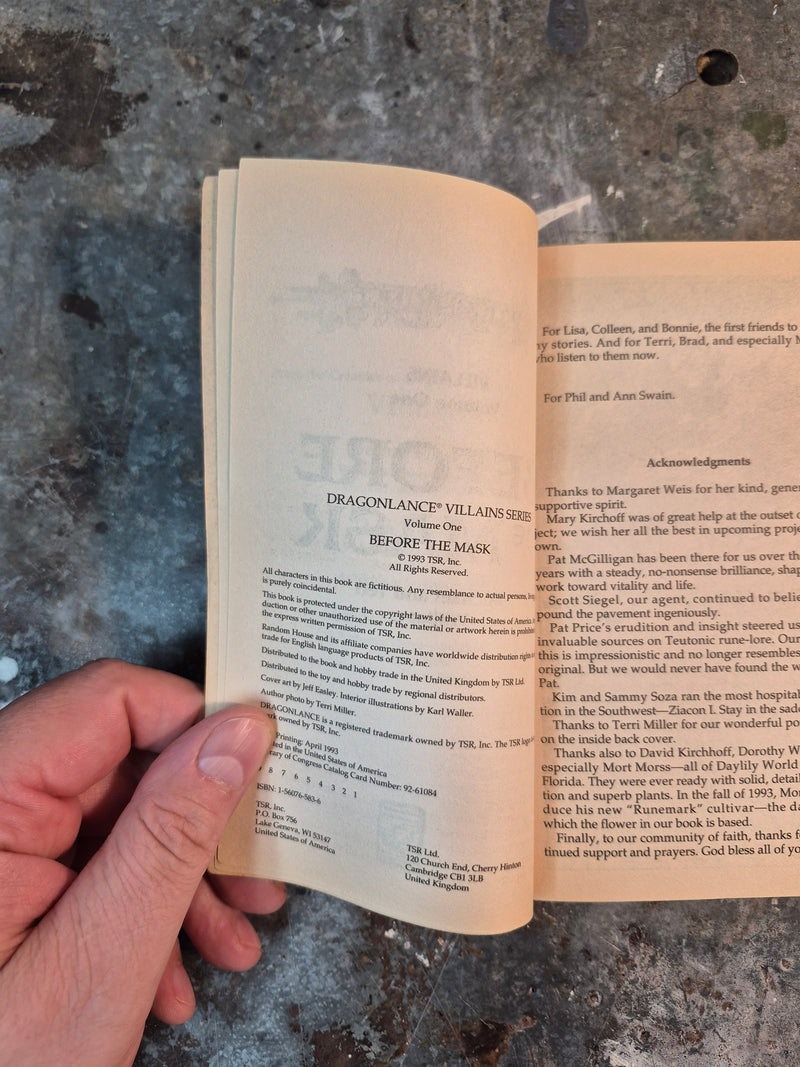 DRAGONLANCE® VILLAINS SERIES
Volume One
BEFORE THE MASK
© 1993 TSR, Inc.
All Rights Reserved.
All characters in this book are fictitious. Any resemblance to actual persons,
is purely coincidental.
This book is protected under the copyright laws of the United States of America.
duction or other unauthorized use of the material or artwork herein is prohib
the express written permission of TSR, Inc.
Random House and its affiliate companies have worldwide distribution rights
trade for English language products of TSR, Inc.
Distributed to the book and hobby trade in the United Kingdom by TSR Ltd.
Distributed to the toy and hobby trade by regional distributors.
Cover art by Jeff Easley. Interior illustrations by Karl Waller.
Author photo by Terri Miller.
DRAGONLANCE is a registered trademark owned by TSR, Inc. The TSR logo
ark owned by TSR, Inc.
Printing: April 1993
ted in the United States of America
rary of Congress Catalog Card Number: 92-61084
8 7 6 5 4 3 2 1
ISBN: 1-56076-583-6
TSR, Inc.
P.O. Box 756
Lake Geneva, WI 53147
United States of America
TSR Ltd.
120 Church End, Cherry Hinton
Cambridge CB1 3LB
United Kingdom
For Lisa, Colleen, and Bonnie, the first friends to
y stories. And for Terri, Brad, and especially
ho listen to them now.
For Phil and Ann Swain.
Acknowledgments
Thanks to Margaret Weis for her kind, gener
supportive spirit.
Mary Kirchoff was of great help at the outset o
ject; we wish her all the best in upcoming proje
own.
Pat McGilligan has been there for us over th
years with a steady, no-nonsense brilliance, shap
work toward vitality and life.
Scott Siegel, our agent, continued to belie
pound the pavement ingeniously.
Pat Price's erudition and insight steered us
invaluable sources on Teutonic rune-lore. Our
this is impressionistic and no longer resembles
original. But we would never have found the w
Pat.
Kim and Sammy Soza ran the most hospital
tion in the Southwest—Ziacon I. Stay in the sadd
Thanks to Terri Miller for our wonderful po
on the inside back cover.
Thanks also to David Kirchhoff, Dorothy W
especially Mort Morss—all of Daylily World
Florida. They were ever ready with solid, detail
tion and superb plants. In the fall of 1993, Mor
duce his new "Runemark" cultivar—the da
which the flower in our book is based.
Finally, to our community of faith, thanks f
tinued support and prayers. God bless all of yo